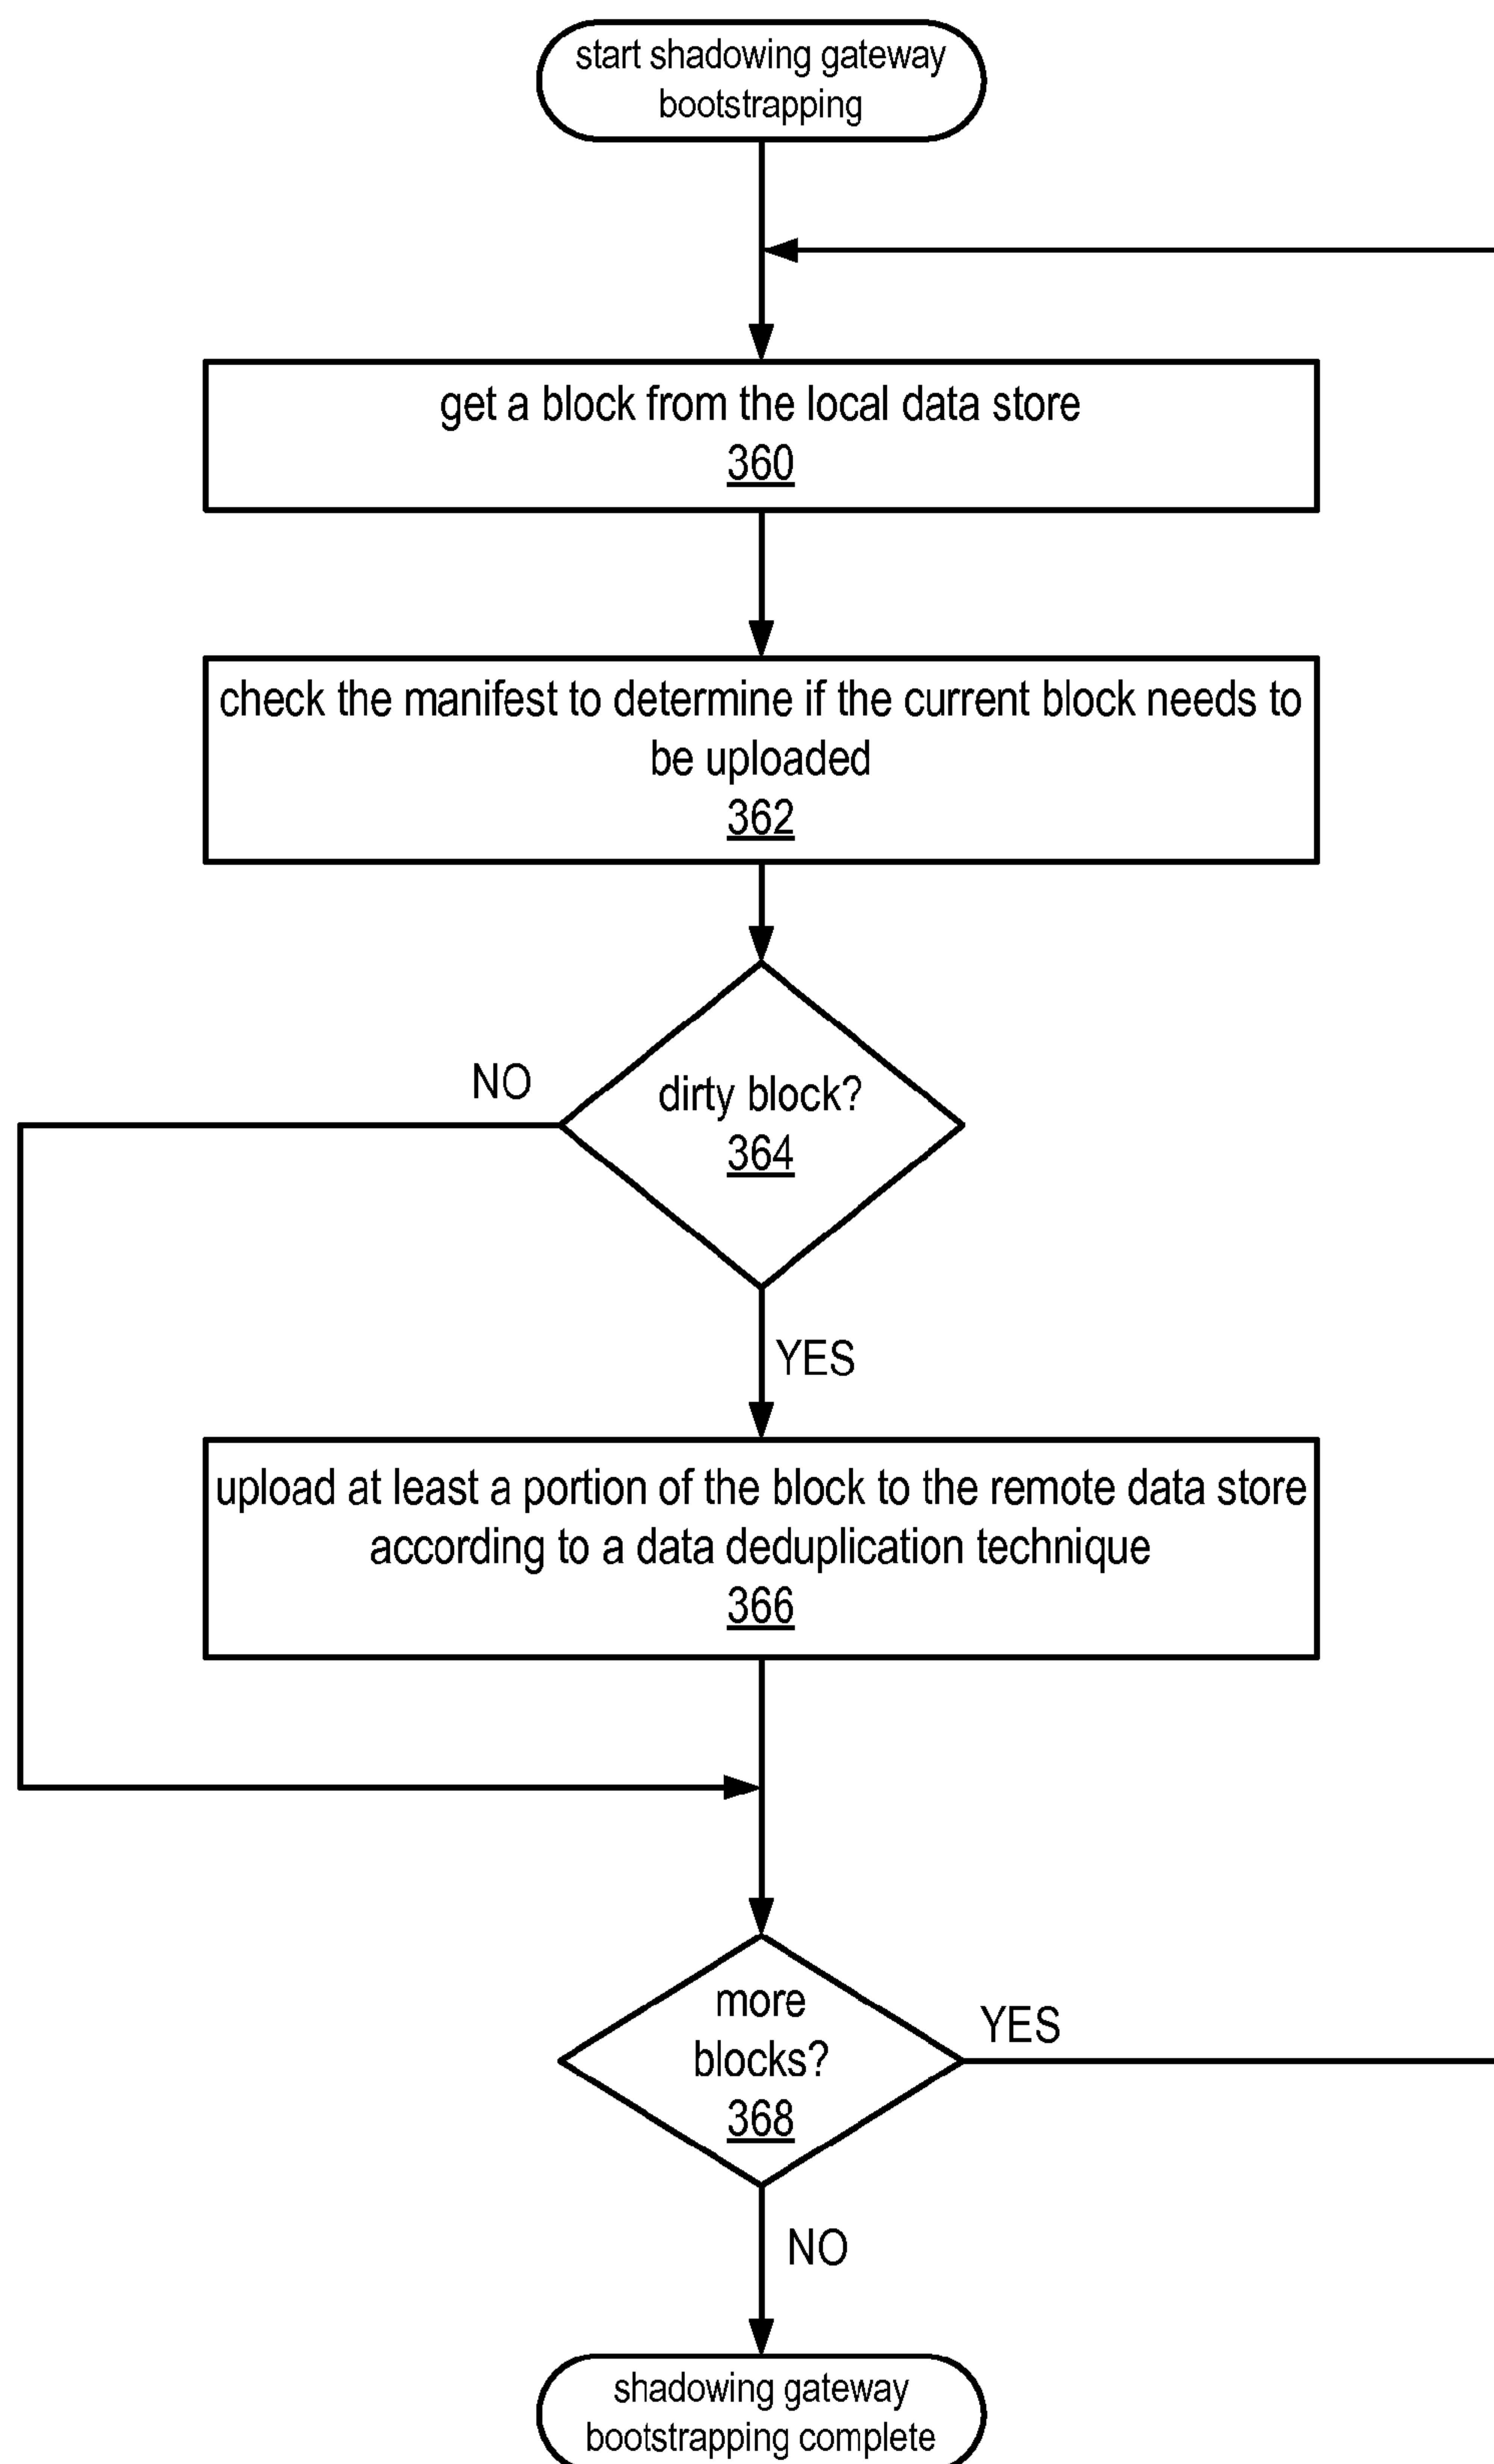 start shadowing gateway
bootstrapping
get a block from the local data store
360
check the manifest to determine if the current block needs to
be uploaded
362
dirty block?
364
NO
YES
upload at least a portion of the block to the remote data store
according to a data deduplication technique
366
more
blocks?
368
YES
NO
shadowing gateway
bootstrapping complete